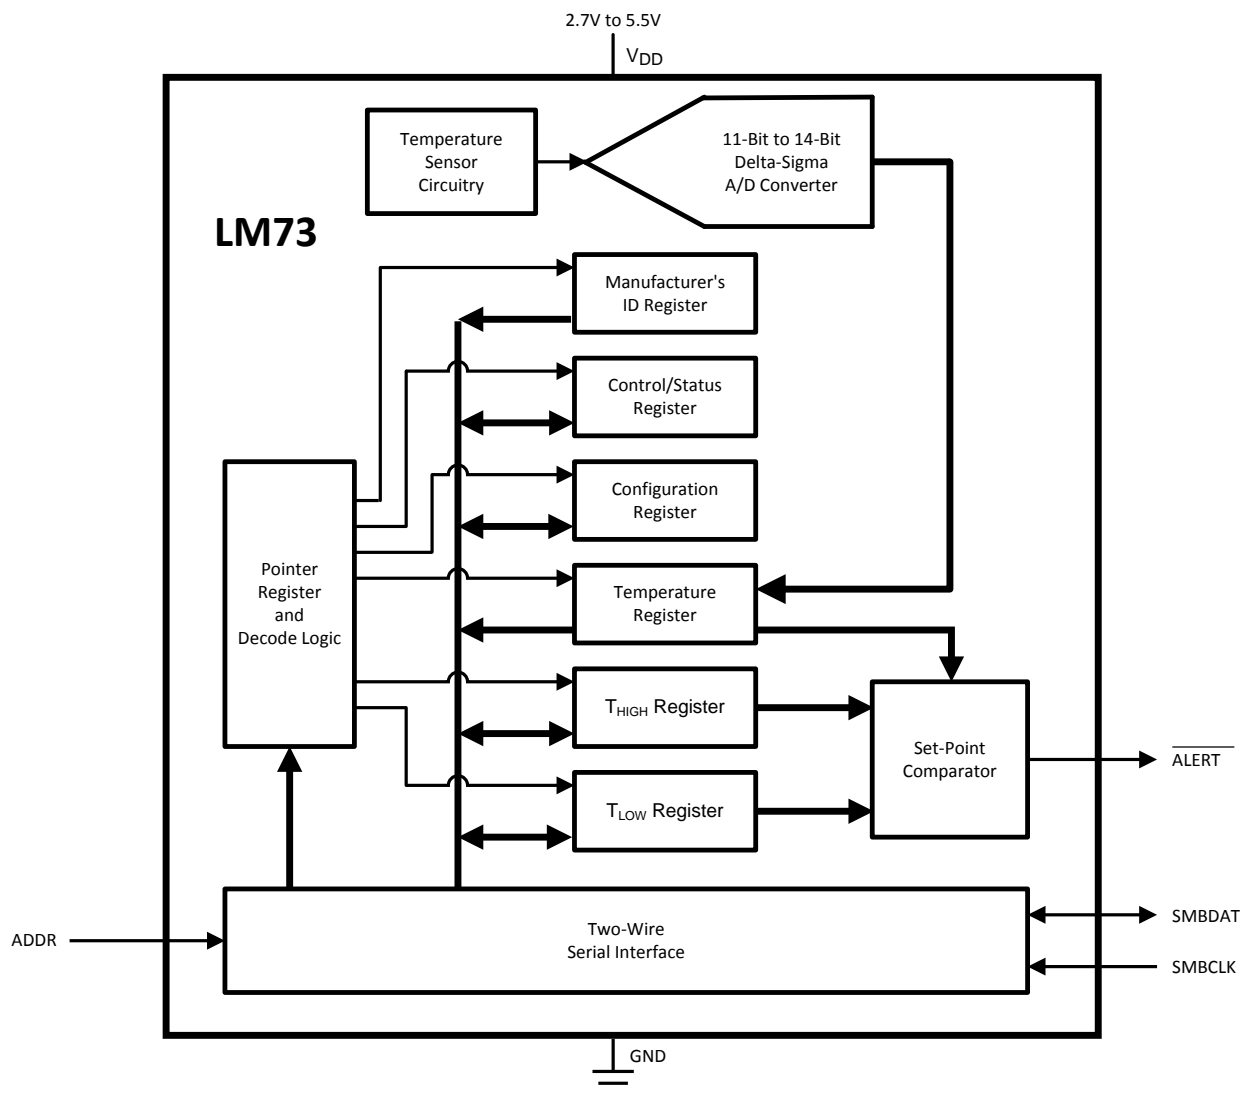 2.7V to 5.5V
VDD
Temperature
Sensor
Circuitry
11-Bit to 14-Bit
Delta-Sigma
A/D Converter
LM73
Manufacturer's
ID Register
Control/Status
Register
Configuration
Register
Pointer
Register
and
Decode Logic
Temperature
Register
THIGH Register
Set-Point
Comparator
ALERT
TLOW Register
ADDR
Two-Wire
Serial Interface
SMBDAT
SMBCLK
GND